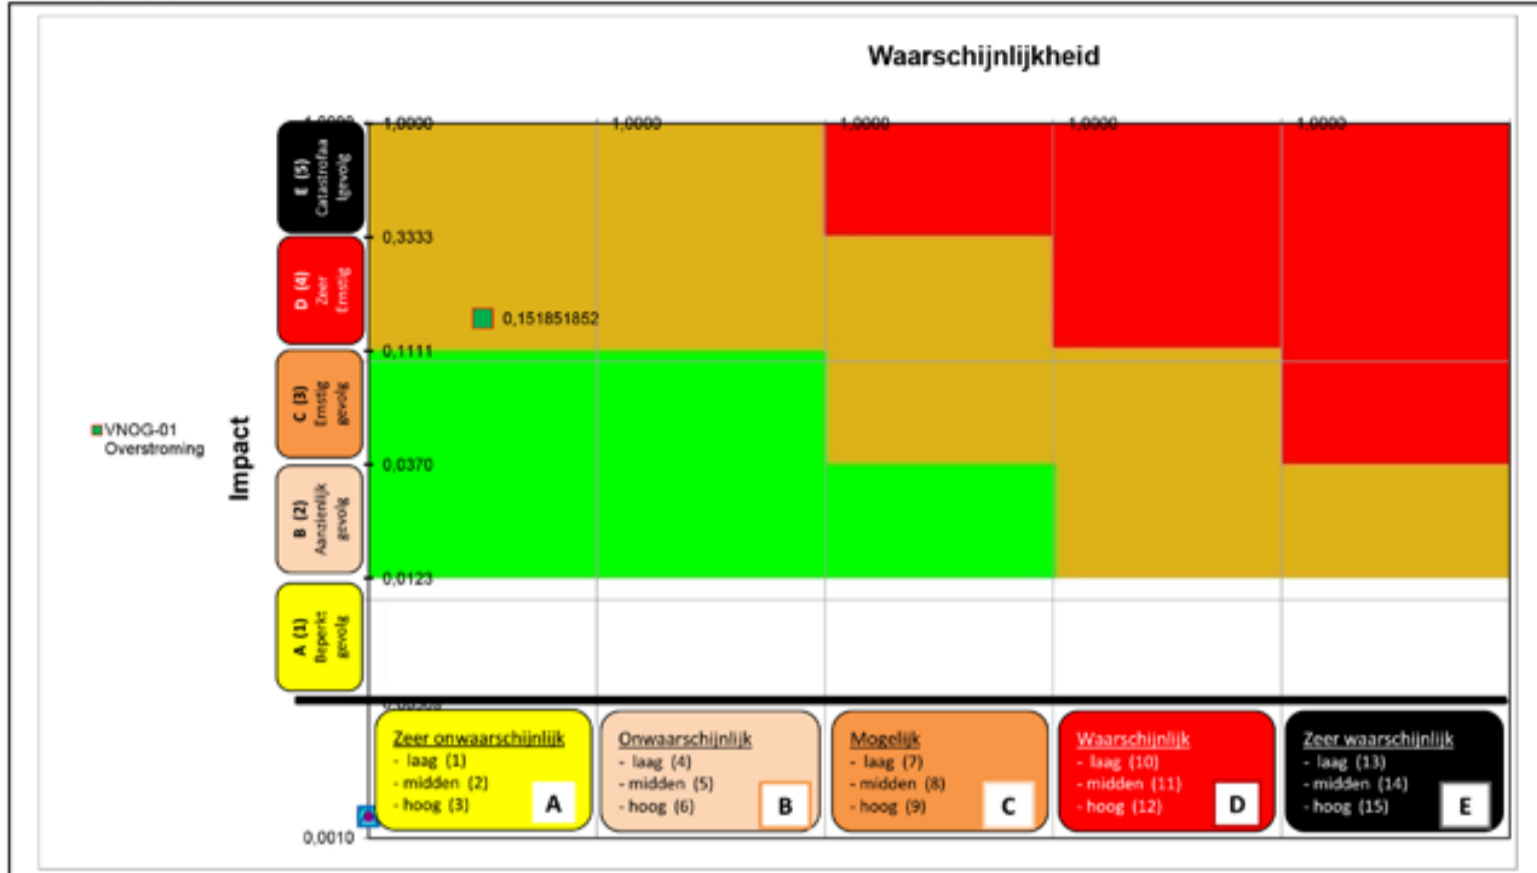 Waarschijnlijkheid
1,0000
1,0000
1,0000
1,0000
1,0000
1,0000
E (5)
Catastrofaa
lgevolg
0,3333
D (4)
Zeer
Ernstig
0,151851852
0,1111
C (3)
Ernstig
gevolg
VNOG-01
Overstroming
Impact
0,0370
B (2)
Aanzienlijk
gevolg
0,0123
A (1)
Beperkt
gevolg
Zeer onwaarschijnlijk
- laag (1)
- midden (2)
- hoog (3)
A
Onwaarschijnlijk
- laag (4)
- midden (5)
- hoog (6)
B
Mogelijk
- laag (7)
- midden (8)
- hoog (9)
C
Waarschijnlijk
- laag (10)
- midden (11)
- hoog (12)
D
Zeer waarschijnlijk
- laag (13)
- midden (14)
- hoog (15)
E
0,0010